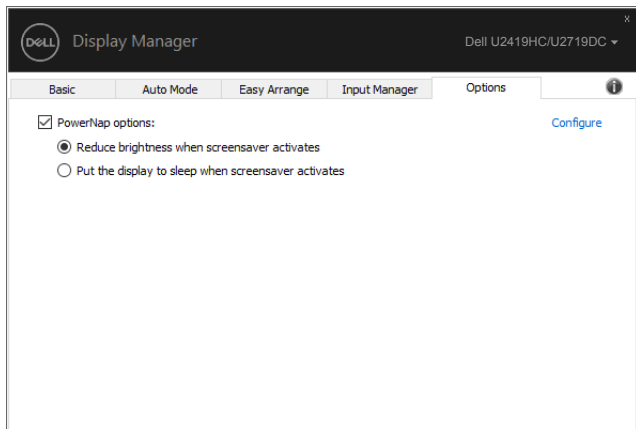 x
DELL Display Manager Dell U2419HC/U2719DC
Basic Auto Mode Easy Arrange Input Manager Options i
PowerNap options: Configure
Reduce brightness when screensaver activates
Put the display to sleep when screensaver activates